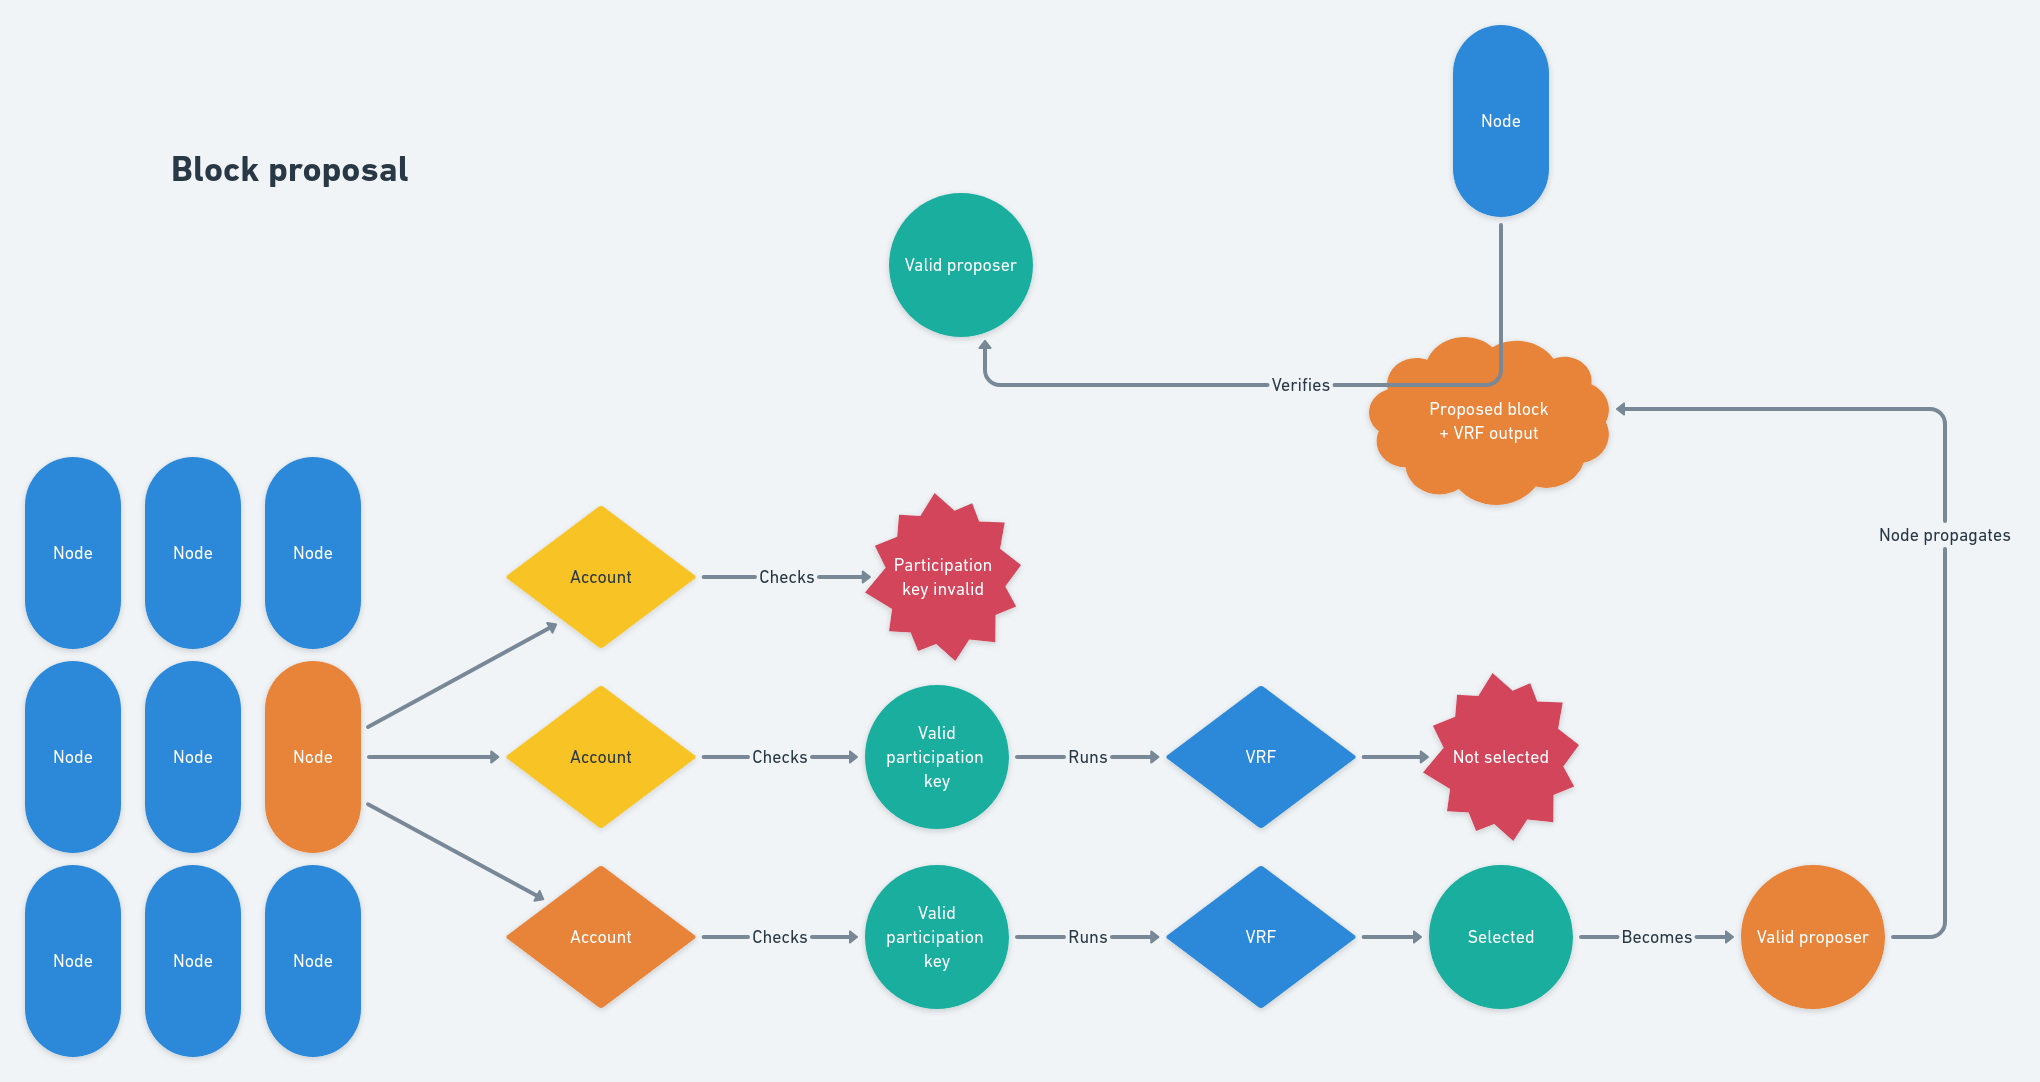 Block proposal
Node
Valid proposer
Verifies
Proposed block
+ VRF output
Node propagates
Node
Node
Node
Account
Checks
Participation
key invalid
Node
Node
Node
Account
Checks
Valid
participation
key
Runs
VRF
Not selected
Node
Node
Node
Account
Checks
Valid
participation
key
Runs
VRF
Selected
Becomes
Valid proposer